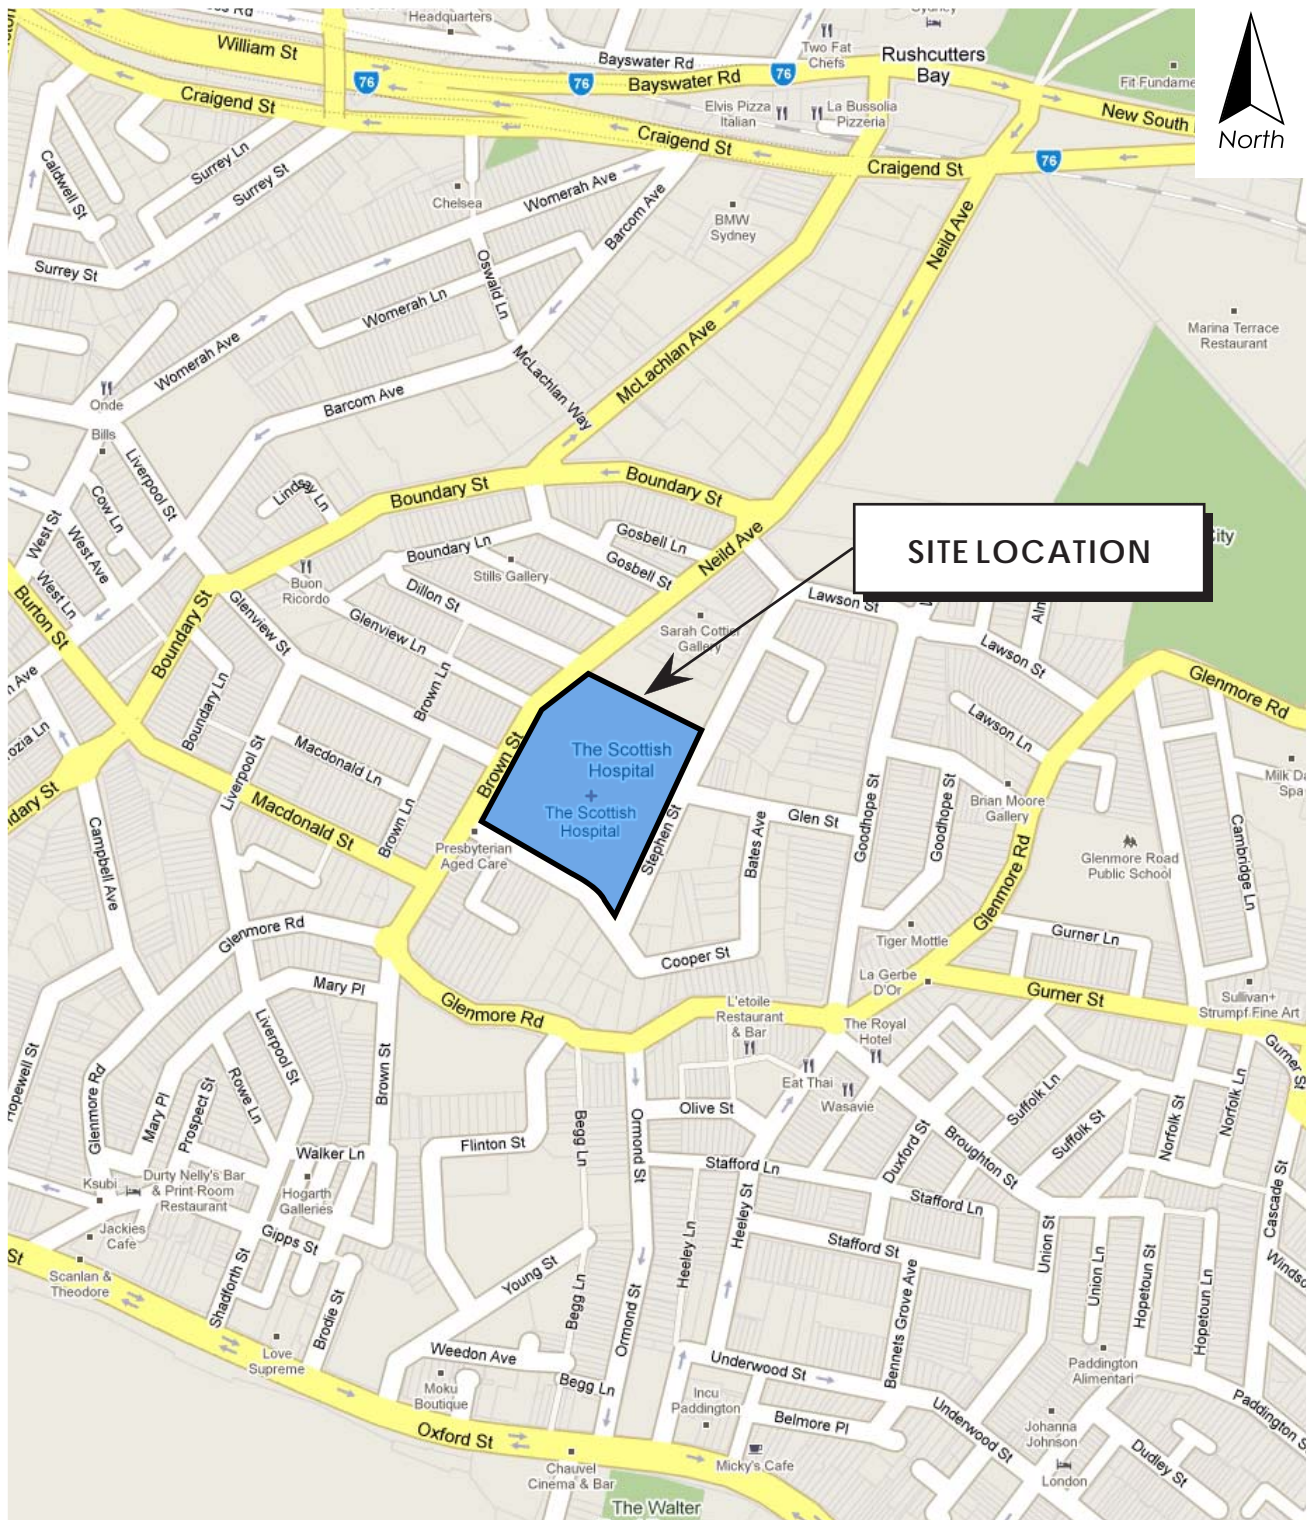 Headquarters
Sydney
William St
Bayswater Rd
Two Fat
Chefs
Rushcutters
Bay
76
76
76
Bayswater Rd
Fit Fundame
Craigend St
Elvis Pizza
Italian
La Bussolia
Pizzeria
New South
North
Craigend St
Craigend St
76
Caldwell St
Surrey Ln
Surrey St
Chelsea
Womerah Ave
Barcom Ave
BMW
Sydney
Neild Ave
Surrey St
Oswald Ln
Womerah Ln
Marina Terrace
Restaurant
Womerah Ave
McLachlan Ave
McLachlan Way
Onde
Barcom Ave
Bills
Liverpool St
Cow Ln
Lindsay Ln
Boundary St
Boundary St
West St
West Ave
Gosbell Ln
Neild Ave
SITE LOCATION
City
Boundary Ln
Gosbell St
Stills Gallery
West Ln
Buon
Ricordo
Dillon St
Burton St
Boundary St
Glenview St
Glenview Ln
Lawson St
Sarah Cottier
Gallery
Lawson St
Glenmore Rd
Boundary Ln
Brown Ln
Lawson Ln
Macdonald Ln
Brown St
The Scottish
Hospital
The Scottish
Hospital
Liverpool St
Macdonald St
Brown Ln
Stephen St
Bates Ave
Glen St
Goodhope St
Goodhope St
Brian Moore
Gallery
Milk Da
Spa
Glenmore Road
Public School
Cambridge Ln
Campbell Ave
Presbyterian
Aged Care
Glenmore Rd
Glenmore Rd
Tiger Mottle
Gurner Ln
Cooper St
La Gerbe
D'Or
Mary Pl
Glenmore Rd
L'etoile
Restaurant
& Bar
Gurner St
The Royal
Hotel
Sullivan+
Strumpf Fine Art
Gurner St
Liverpool St
Hopewell St
Glenmore Rd
Mary Pl
Prospect St
Rowe Ln
Brown St
Eat Thai
Wasavie
Suffolk Ln
Suffolk St
Norfolk St
Norfolk Ln
Olive St
Begg Ln
Ormond St
Flinton St
Duxford St
Broughton St
Walker Ln
Stafford Ln
Stafford Ln
Ksubi
Durty Nelly's Bar
& Print Room
Restaurant
Hogarth
Galleries
Jackies
Cafe
Gipps St
Heeley St
Heeley Ln
Stafford St
Union St
Cascade St
Scanlan &
Theodore
Shadforth St
Young St
Begg Ln
Ormond St
Bennets Grove Ave
Union Ln
Hopetoun St
Hopetoun Ln
Brodie St
Love
Supreme
Weedon Ave
Begg Ln
Underwood St
Paddington
Alimentari
Moku
Boutique
Incu
Paddington
Belmore Pl
Underwood St
Johanna
Johnson
Paddington S
Dudley St
Oxford St
Chauvel
Cinema & Bar
Micky's Cafe
London
The Walter